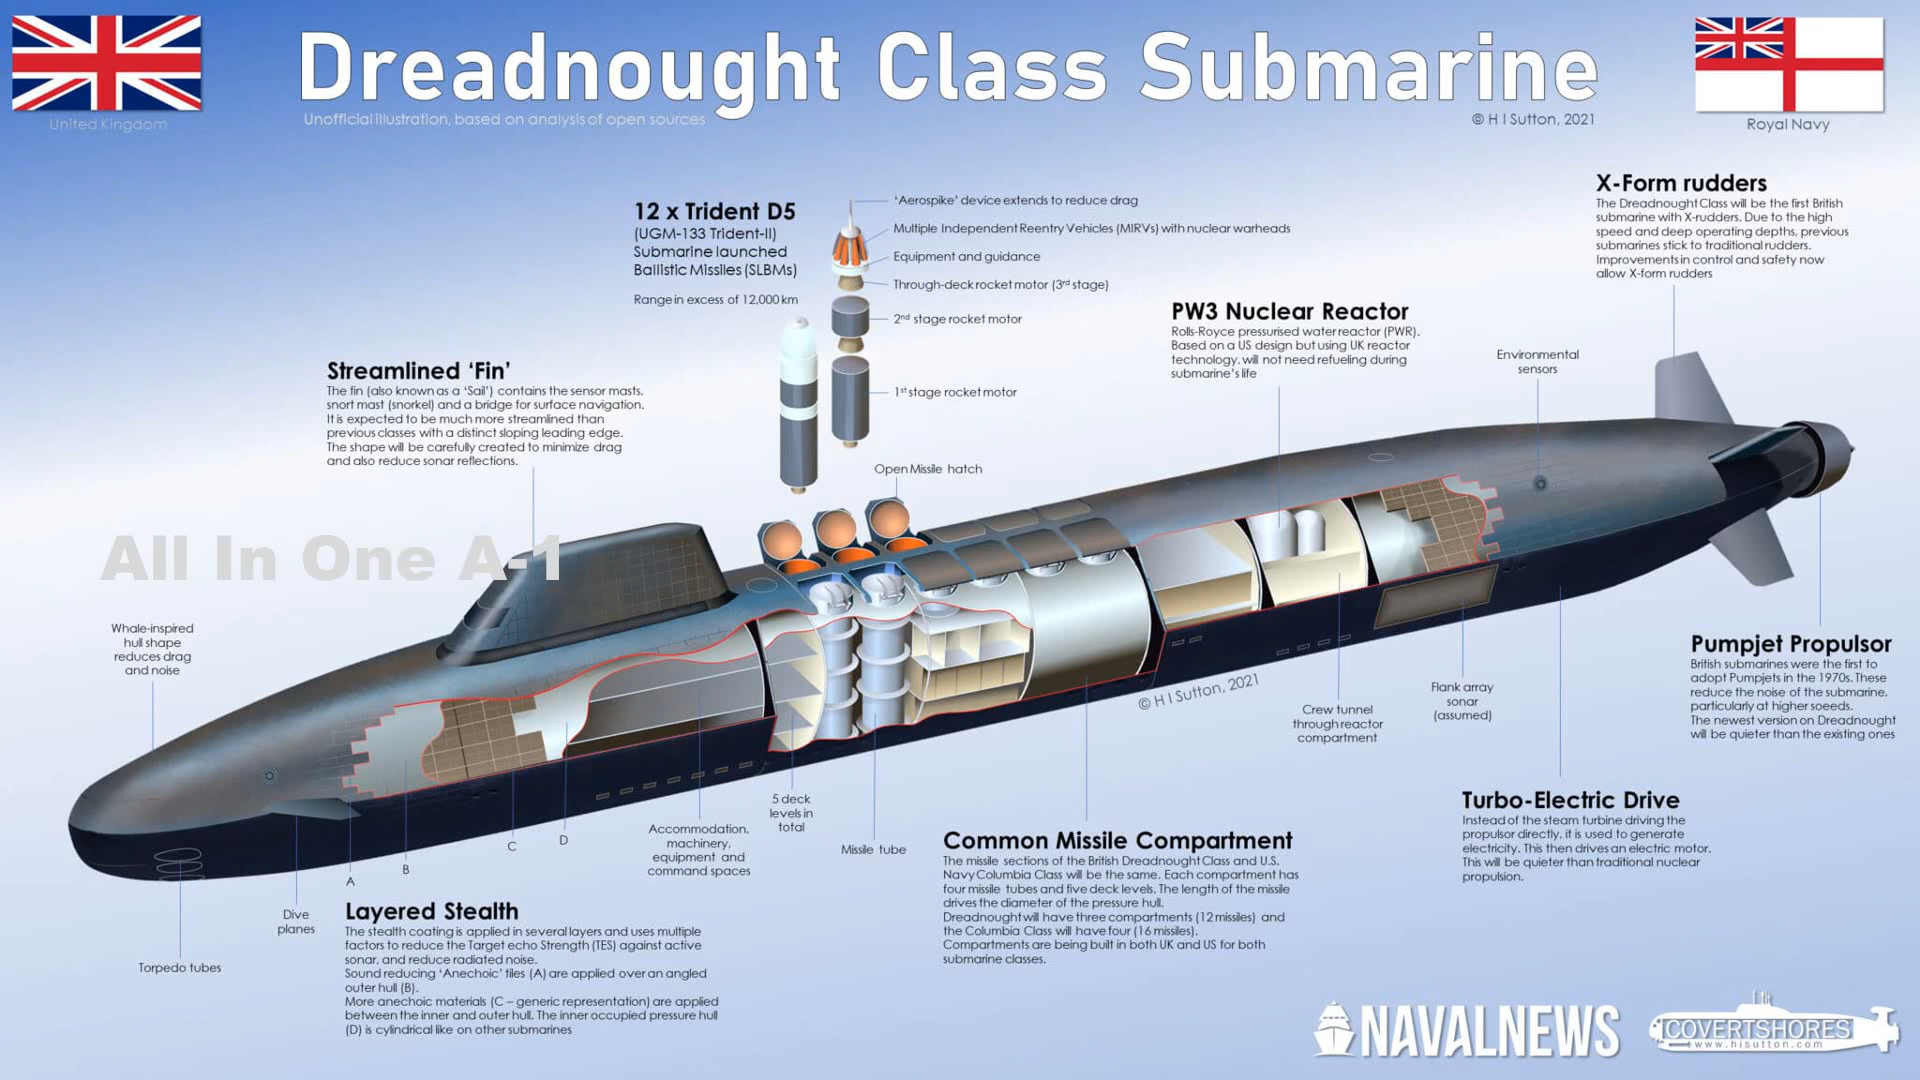 Dreadnought Class Submarine
United Kingdom
Unofficial Illustration, based on analysis of open sources
© H I Sutton, 2021
Royal Navy
X-Form rudders
The Dreadnought Class will be the first British
submarine with X-rudders. Due to the high
speed and deep operating depths, previous
submarines stick to traditional rudders.
Improvements in control and safety now
allow X-form rudders
12 x Trident D5
(UGM-133 Trident-II)
Submarine launched
Ballistic Missiles (SLBMs)
Range in excess of 12,000 km
'Aerospike' device extends to reduce drag
Multiple Independent Reentry Vehicles (MIRVs) with nuclear warheads
Equipment and guidance
Through-deck rocket motor (3rd stage)
2nd stage rocket motor
1st stage rocket motor
Open Missile hatch
PW3 Nuclear Reactor
Rolls-Royce pressurised water reactor (PWR).
Based on a US design but using UK reactor
technology, will not need refueling during
submarine's life
Environmental
sensors
Streamlined 'Fin'
The fin (also known as a 'Sail') contains the sensor masts,
snort mast (snorkel) and a bridge for surface navigation.
It is expected to be much more streamlined than
previous classes with a distinct sloping leading edge.
The shape will be carefully created to minimize drag
and also reduce sonar reflections.
All In One A-1
Whale-inspired
hull shape
reduces drag
and noise
Pumpjet Propulsor
British submarines were the first to
adopt Pumpjets in the 1970s. These
reduce the noise of the submarine,
particularly at higher soeeds.
The newest version on Dreadnought
will be quieter than the existing ones
© H I Sutton, 2021
Flank array
sonar
(assumed)
Crew tunnel
through reactor
compartment
Turbo-Electric Drive
Instead of the steam turbine driving the
propulsor directly, it is used to generate
electricity. This then drives an electric motor.
This will be quieter than traditional nuclear
propulsion.
5 deck
levels in
total
Missile tube
Accommodation,
machinery,
equipment and
command spaces
A
B
C
D
Common Missile Compartment
The missile sections of the British Dreadnought Class and U.S.
Navy Columbia Class will be the same. Each compartment has
four missile tubes and five deck levels. The length of the missile
drives the diameter of the pressure hull.
Dreadnought will have three compartments (12 missiles) and
the Columbia Class will have four (16 missiles).
Compartments are being built in both UK and US for both
submarine classes.
Dive
planes
Torpedo tubes
Layered Stealth
The stealth coating is applied in several layers and uses multiple
factors to reduce the Target echo Strength (TES) against active
sonar, and reduce radiated noise.
Sound reducing 'Anechoic' tiles (A) are applied over an angled
outer hull (B).
More anechoic materials (C – generic representation) are applied
between the inner and outer hull. The inner occupied pressure hull
(D) is cylindrical like on other submarines
NAVALNEWS
COVERTSHORES
www.hisutton.com